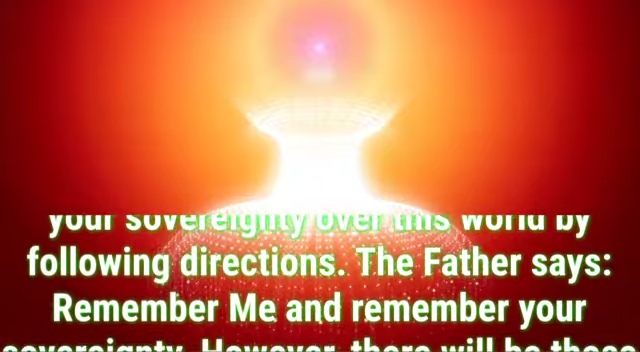 your sovereignty over this world by
following directions. The Father says:
Remember Me and remember your
sovereignty. However, there will be those